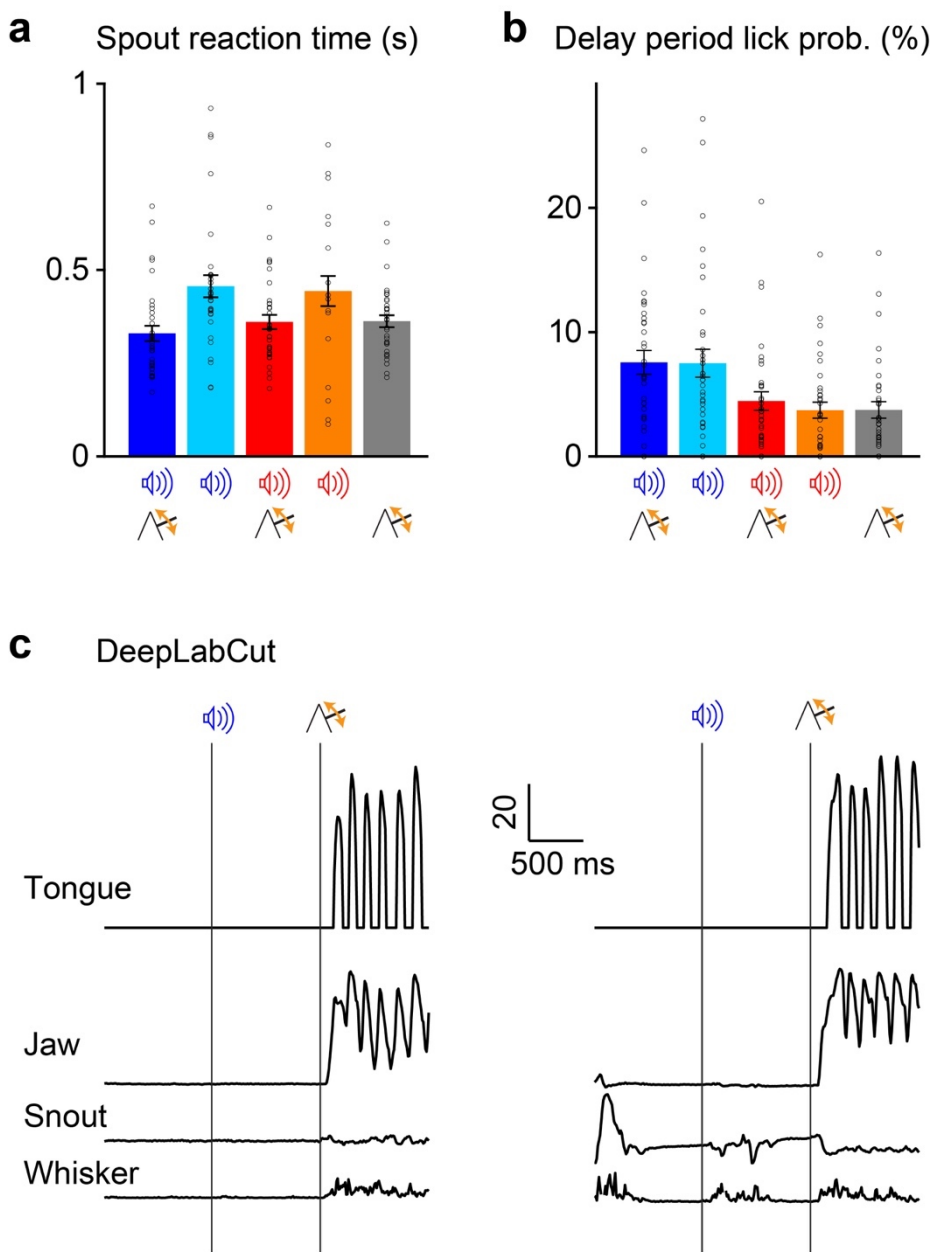 a Spout reaction time (s)
1
0.5
0
b Delay period lick prob. (%)
20
10
0
c DeepLabCut
20
500 ms
Tongue
Jaw
Snout
Whisker